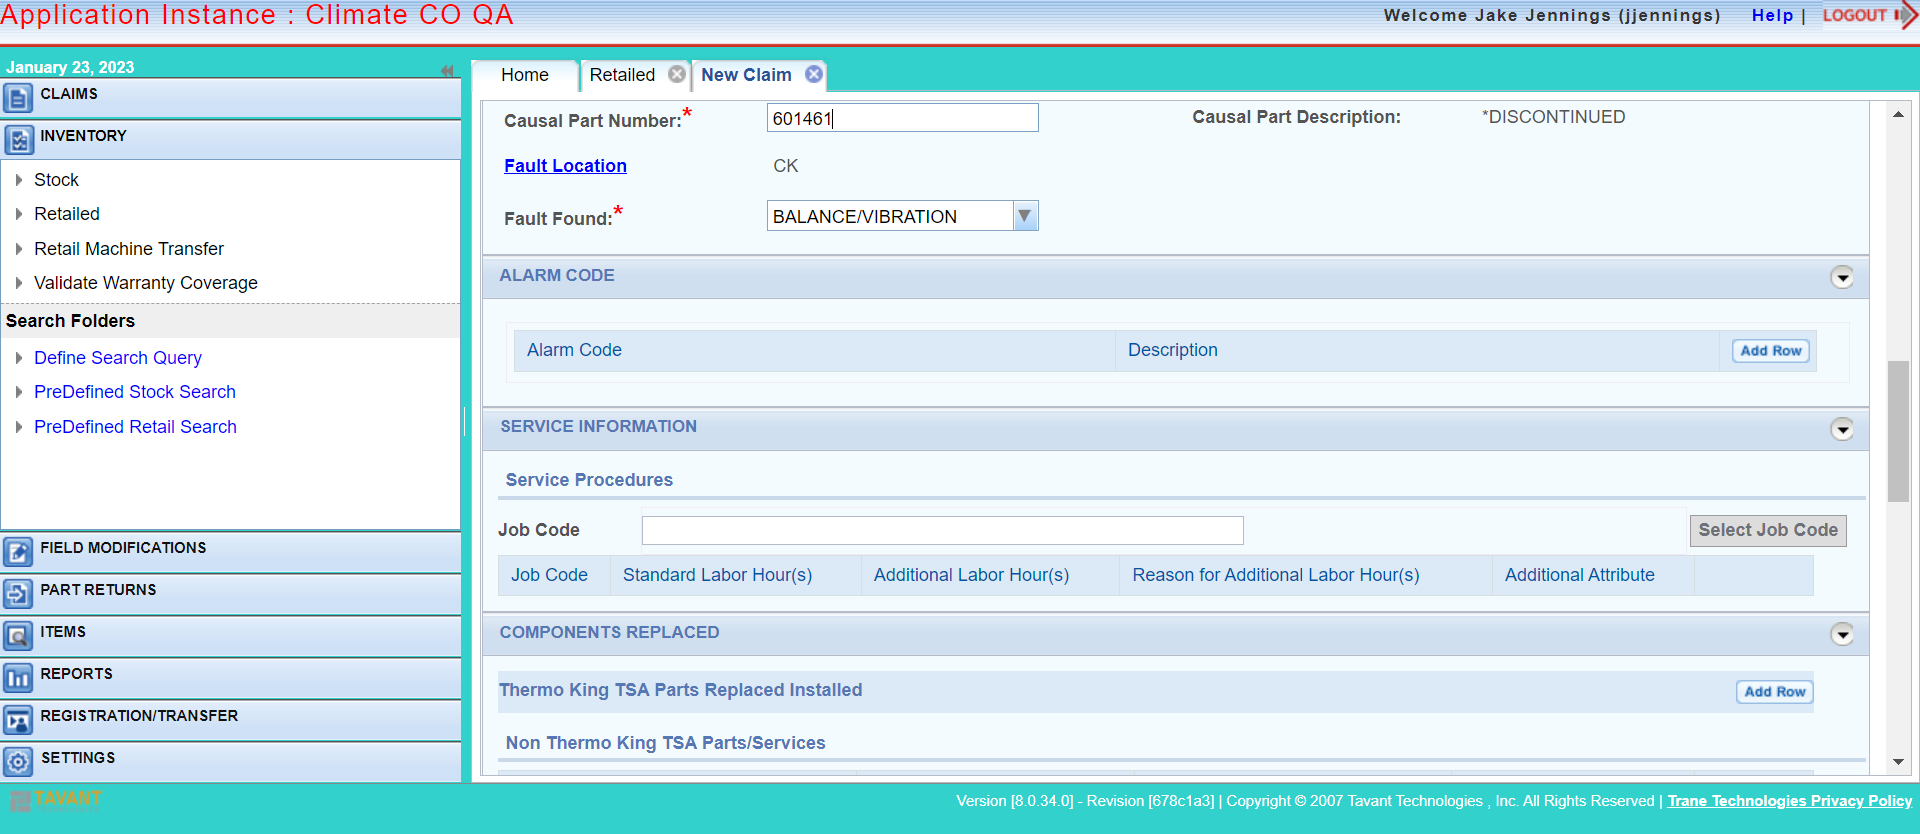 Application Instance : Climate CO QA
Welcome Jake Jennings (jjennings) Help | LOGOUT
January 23, 2023
CLAIMS
INVENTORY
Stock
Retailed
Retail Machine Transfer
Validate Warranty Coverage
Search Folders
Define Search Query
PreDefined Stock Search
PreDefined Retail Search
FIELD MODIFICATIONS
PART RETURNS
ITEMS
REPORTS
REGISTRATION/TRANSFER
SETTINGS
Home Retailed New Claim
Causal Part Number:* 601461 Causal Part Description: *DISCONTINUED
Fault Location CK
Fault Found:* BALANCE/VIBRATION
ALARM CODE
Alarm Code Description Add Row
SERVICE INFORMATION
Service Procedures
Job Code Select Job Code
Job Code Standard Labor Hour(s) Additional Labor Hour(s) Reason for Additional Labor Hour(s) Additional Attribute
COMPONENTS REPLACED
Thermo King TSA Parts Replaced Installed Add Row
Non Thermo King TSA Parts/Services
TAVANT
Version [8.0.34.0] - Revision [678c1a3] | Copyright © 2007 Tavant Technologies , Inc. All Rights Reserved | Trane Technologies Privacy Policy